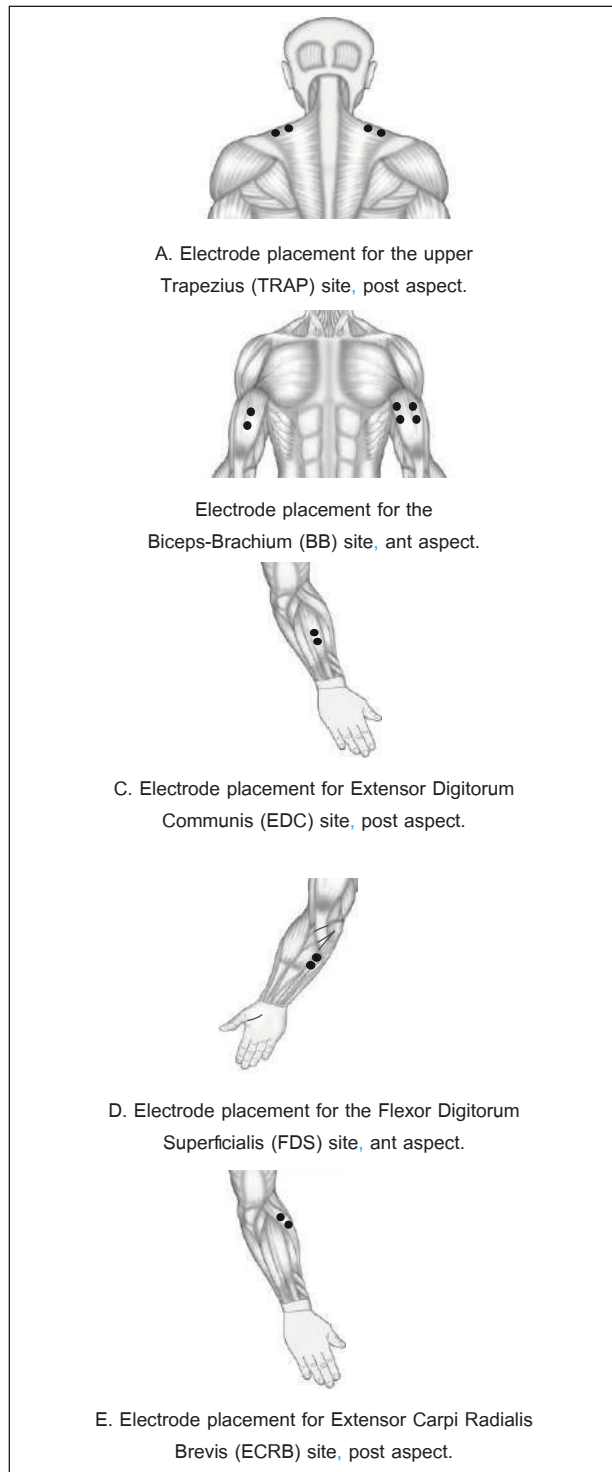 A. Electrode placement for the upper
Trapezius (TRAP) site, post aspect.
Electrode placement for the
Biceps-Brachium (BB) site, ant aspect.
C. Electrode placement for Extensor Digitorum
Communis (EDC) site, post aspect.
D. Electrode placement for the Flexor Digitorum
Superficialis (FDS) site, ant aspect.
E. Electrode placement for Extensor Carpi Radialis
Brevis (ECRB) site, post aspect.